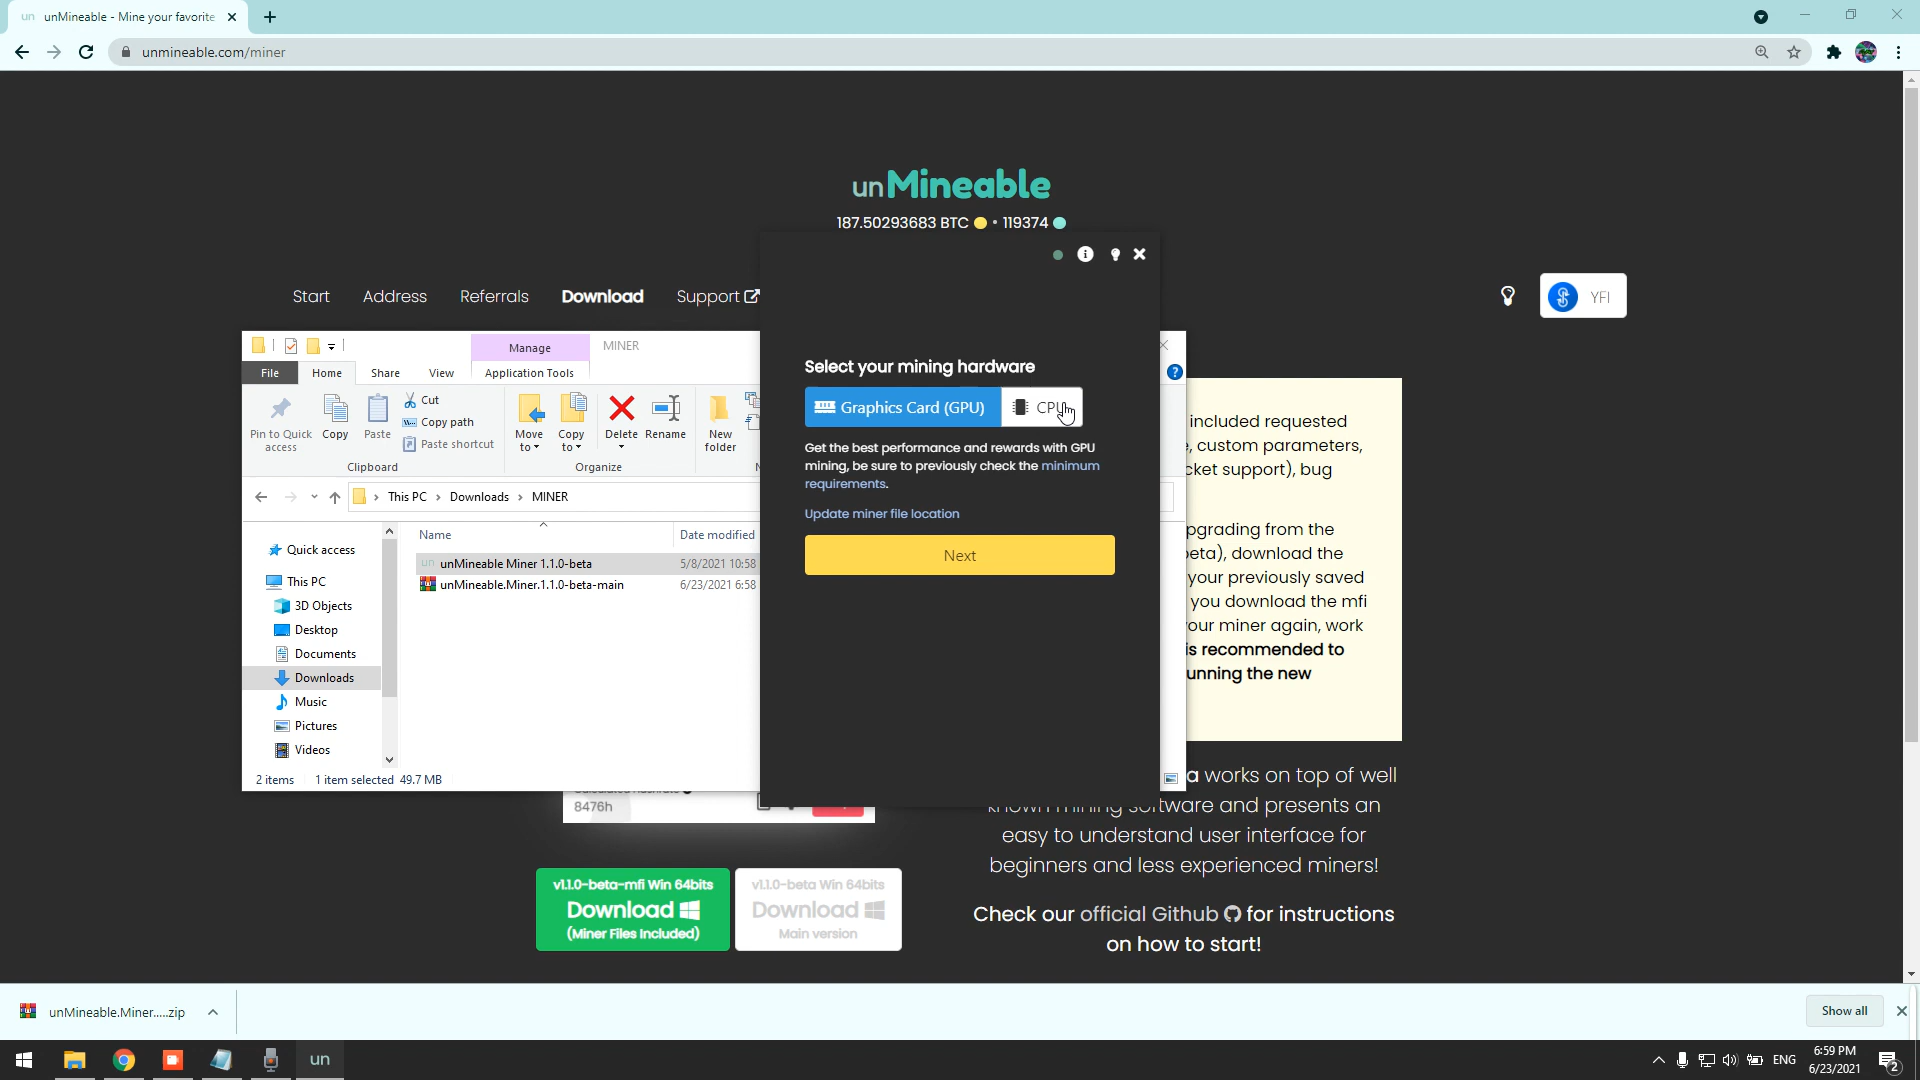 un unMineable - Mine your favorite
unmineable.com/miner
unMineable
187.50293683 BTC • 119374
Start Address Referrals Download Support
YFI
Manage MINER
File Home Share View Application Tools
Pin to Quick access
Copy
Paste
Cut
Copy path
Paste shortcut
Clipboard
Move to
Copy to
Delete
Rename
Organize
New folder
This PC › Downloads › MINER
Name Date modified
un unMineable Miner 1.1.0-beta 5/8/2021 10:58
unMineable.Miner.1.1.0-beta-main 6/23/2021 6:58
Quick access
This PC
3D Objects
Desktop
Documents
Downloads
Music
Pictures
Videos
2 items 1 item selected 49.7 MB
Select your mining hardware
Graphics Card (GPU) CPU
Get the best performance and rewards with GPU
mining, be sure to previously check the minimum
requirements.
Update miner file location
Next
included requested
, custom parameters,
cket support), bug
pgrading from the
eta), download the
your previously saved
you download the mfi
our miner again, work
is recommended to
unning the new
8476h
a works on top of well
known mining software and presents an
easy to understand user interface for
beginners and less experienced miners!
v1.1.0-beta-mfi Win 64bits
Download
(Miner Files Included)
v1.1.0-beta Win 64bits
Download
Main version
Check our official Github for instructions
on how to start!
unMineable.Miner.....zip
Show all
un
ENG
6:59 PM
6/23/2021
2